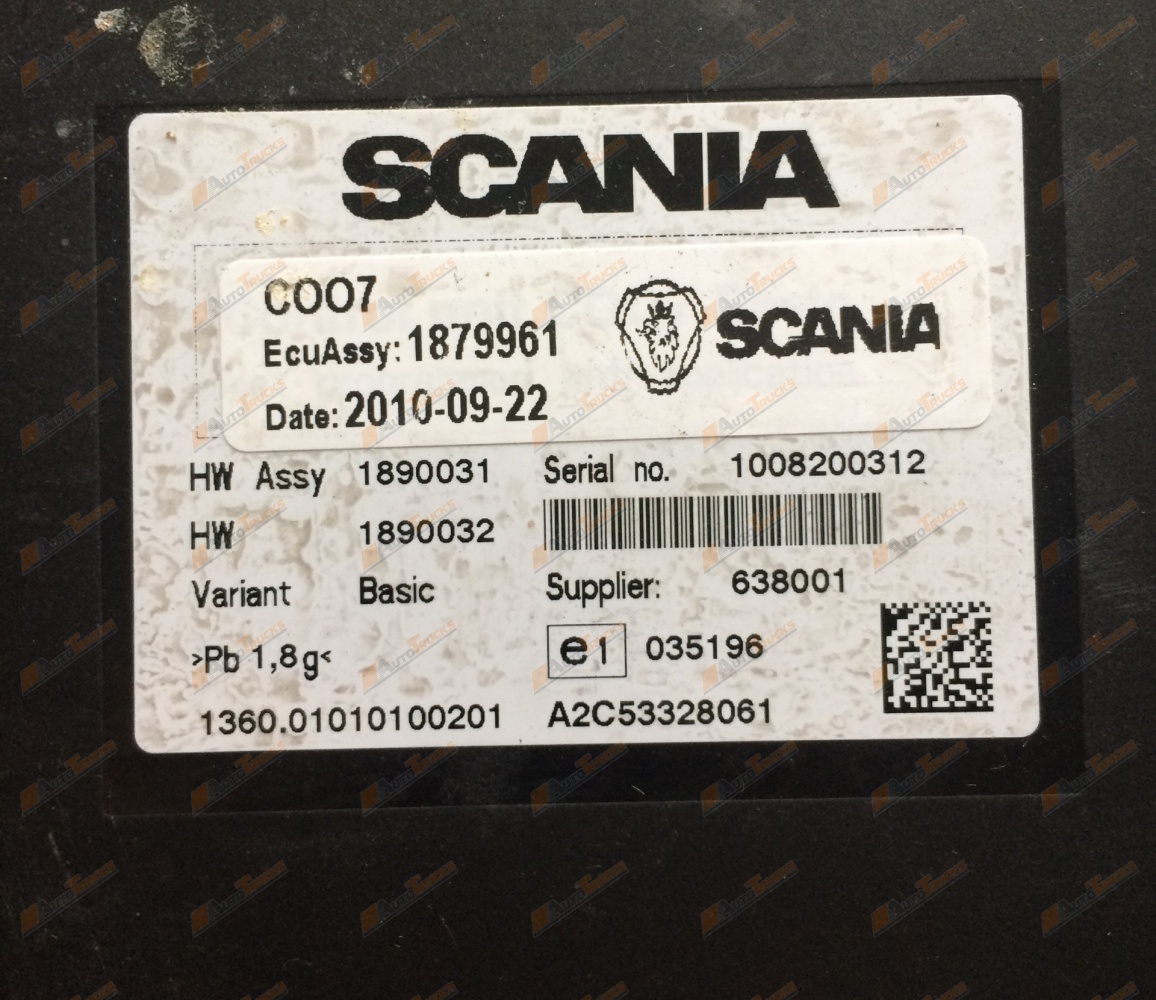 SCANIA
COO7
EcuAssy: 1879961
Date: 2010-09-22
SCANIA
HW Assy 1890031 Serial no. 1008200312
HW 1890032
Variant Basic Supplier: 638001
>Pb 1,8g< e1 035196
1360.01010100201 A2C53328061
AUTOTRUCKS